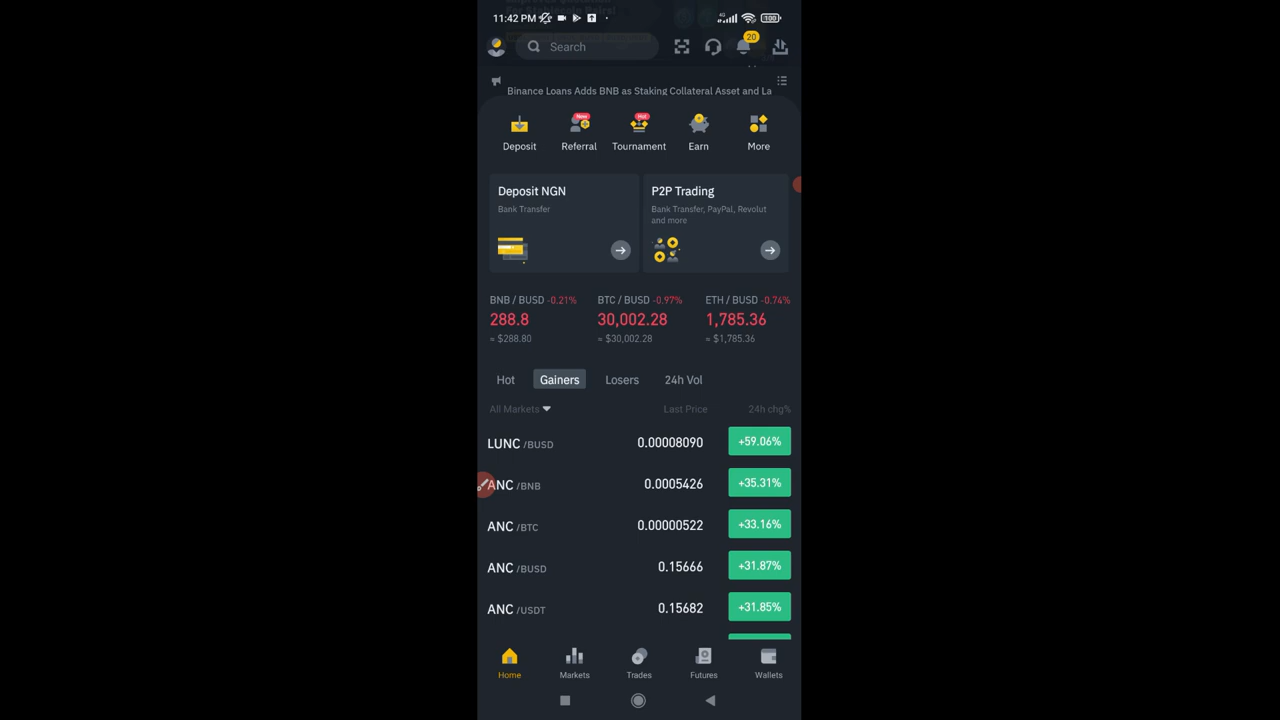 11:42 PM
4G
100
Search
20
Binance Loans Adds BNB as Staking Collateral Asset and La
New
Hot
Deposit
Referral
Tournament
Earn
More
Deposit NGN
Bank Transfer
P2P Trading
Bank Transfer, PayPal, Revolut
and more
BNB / BUSD -0.21%
288.8
≈ $288.80
BTC / BUSD -0.97%
30,002.28
≈ $30,002.28
ETH / BUSD -0.74%
1,785.36
≈ $1,785.36
Hot Gainers Losers 24h Vol
All Markets Last Price 24h chg%
LUNC /BUSD 0.00008090 +59.06%
ANC /BNB 0.0005426 +35.31%
ANC /BTC 0.00000522 +33.16%
ANC /BUSD 0.15666 +31.87%
ANC /USDT 0.15682 +31.85%
Home Markets Trades Futures Wallets